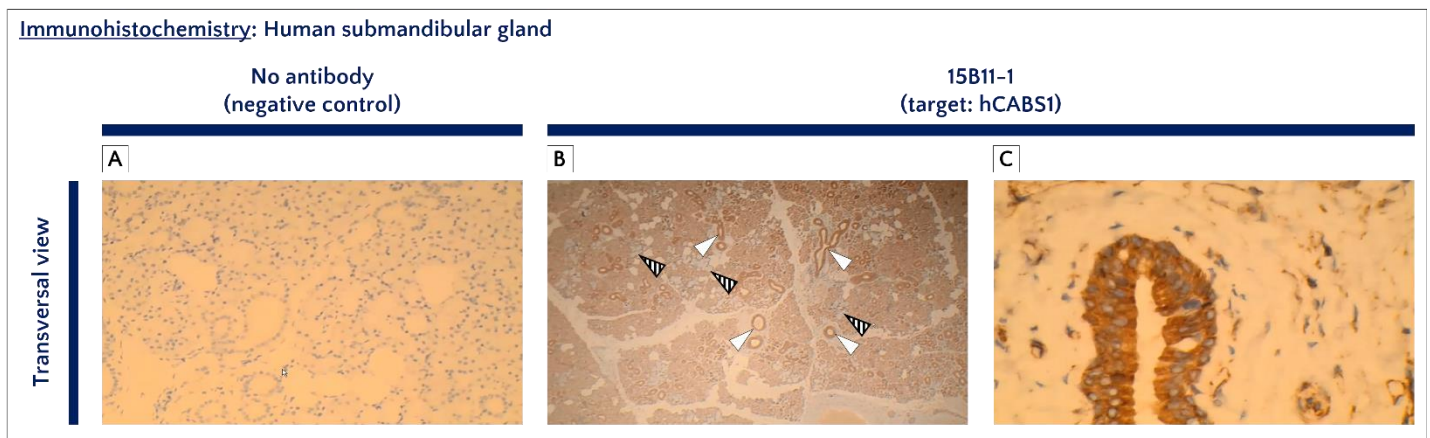 Immunohistochemistry: Human submandibular gland
No antibody
(negative control)
15B11-1
(target: hCABS1)
A
B
C
Transversal view